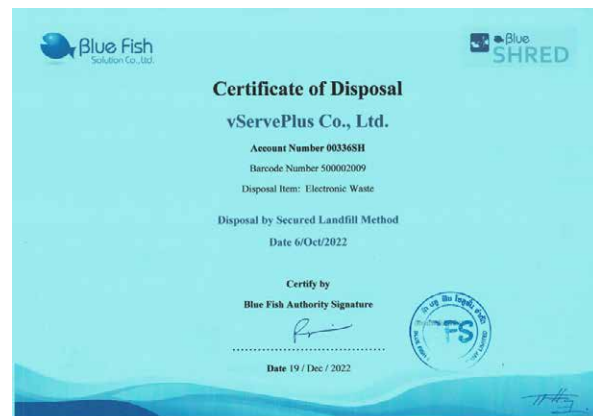 Blue Fish
Solution Co., Ltd.
Blue
SHRED
Certificate of Disposal
vServePlus Co., Ltd.
Account Number 00336SH
Barcode Number 500002009
Disposal Item: Electronic Waste
Disposal by Secured Landfill Method
Date 6/Oct/2022
Certify by
Blue Fish Authority Signature
Date 19 / Dec / 2022
FS